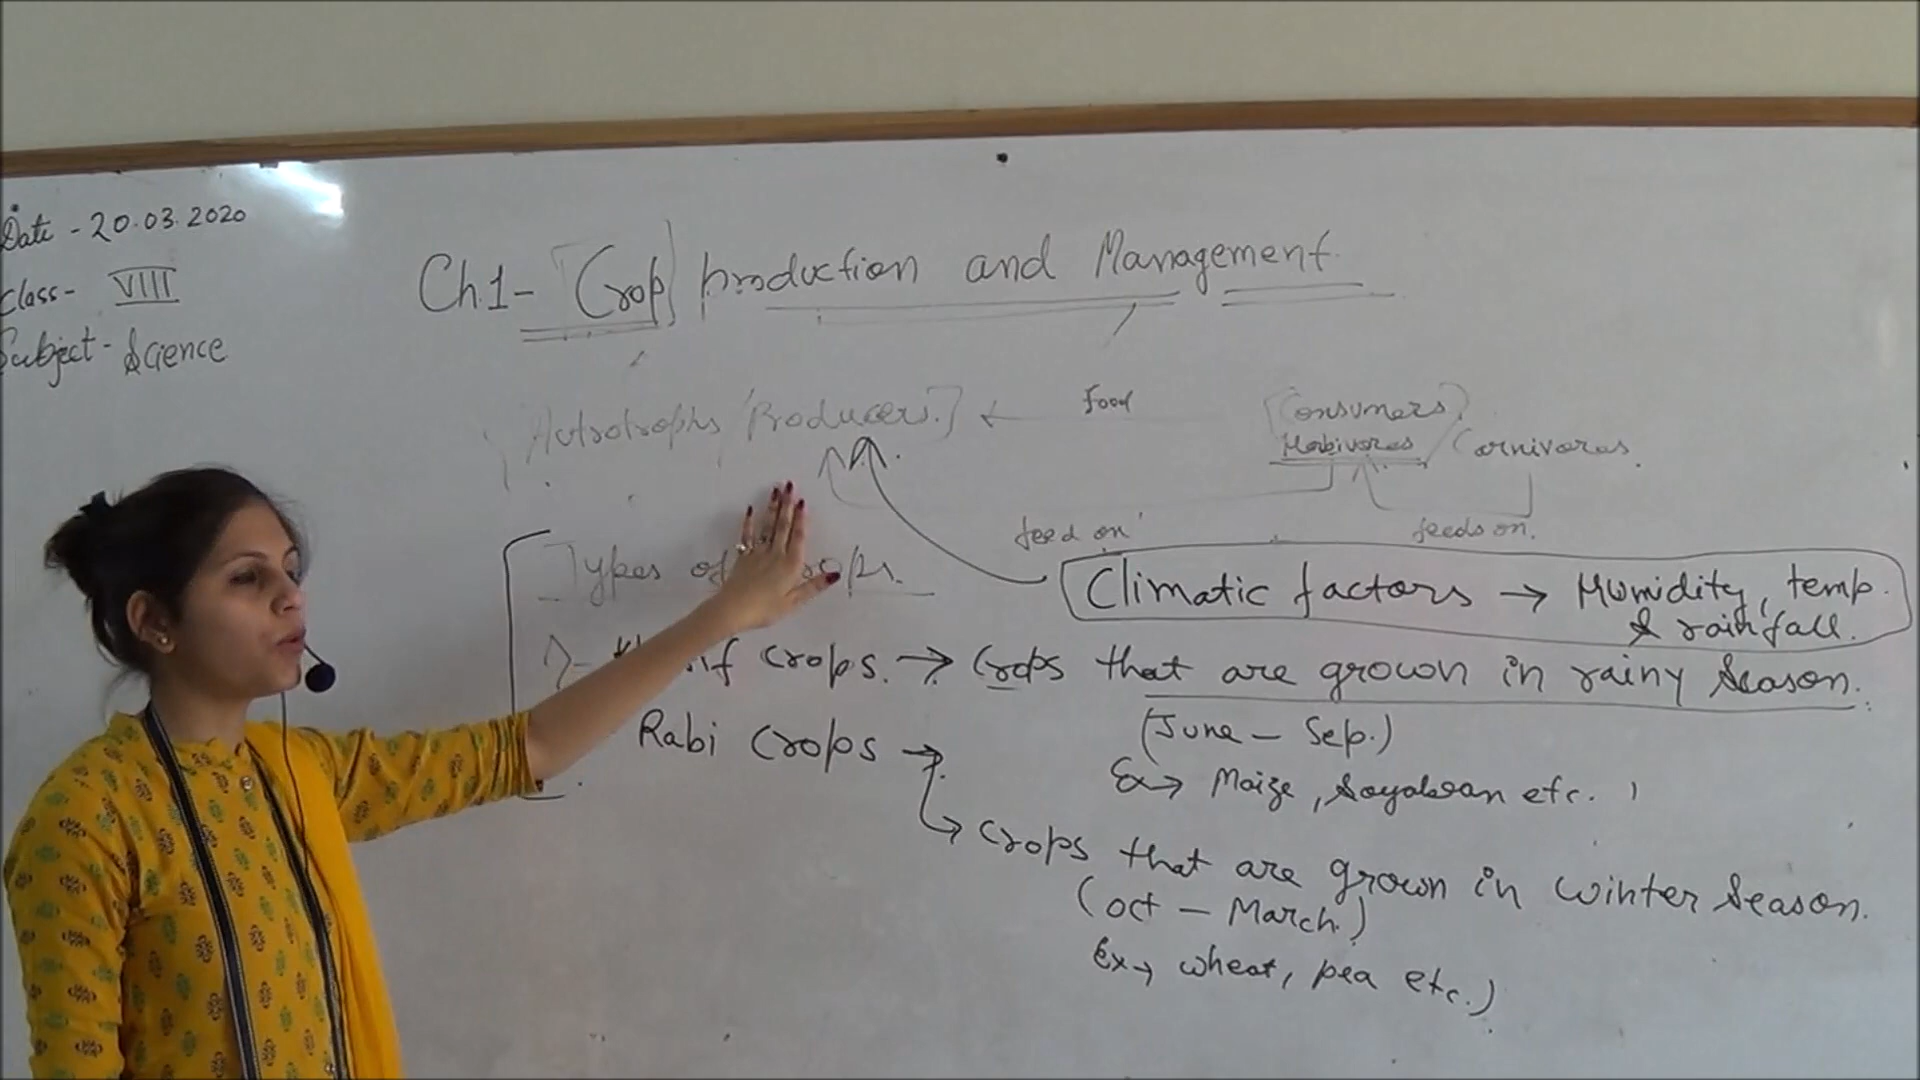 Date - 20.03.2020
Class- VIII
Subject - Science
Ch.1- Crop production and Management
Autotrophs Producers. ← food
Consumers
Herbivores Carnivores.
feed on
feeds on.
Types of
Climatic factors → Humidity, temp.
& rainfall.
crops. → Crops that are grown in rainy season.
(June - Sep.)
Ex → Maize, Soyabean etc.
Rabi crops →
→ crops that are grown in winter season.
(Oct - March)
Ex → wheat, pea etc.)